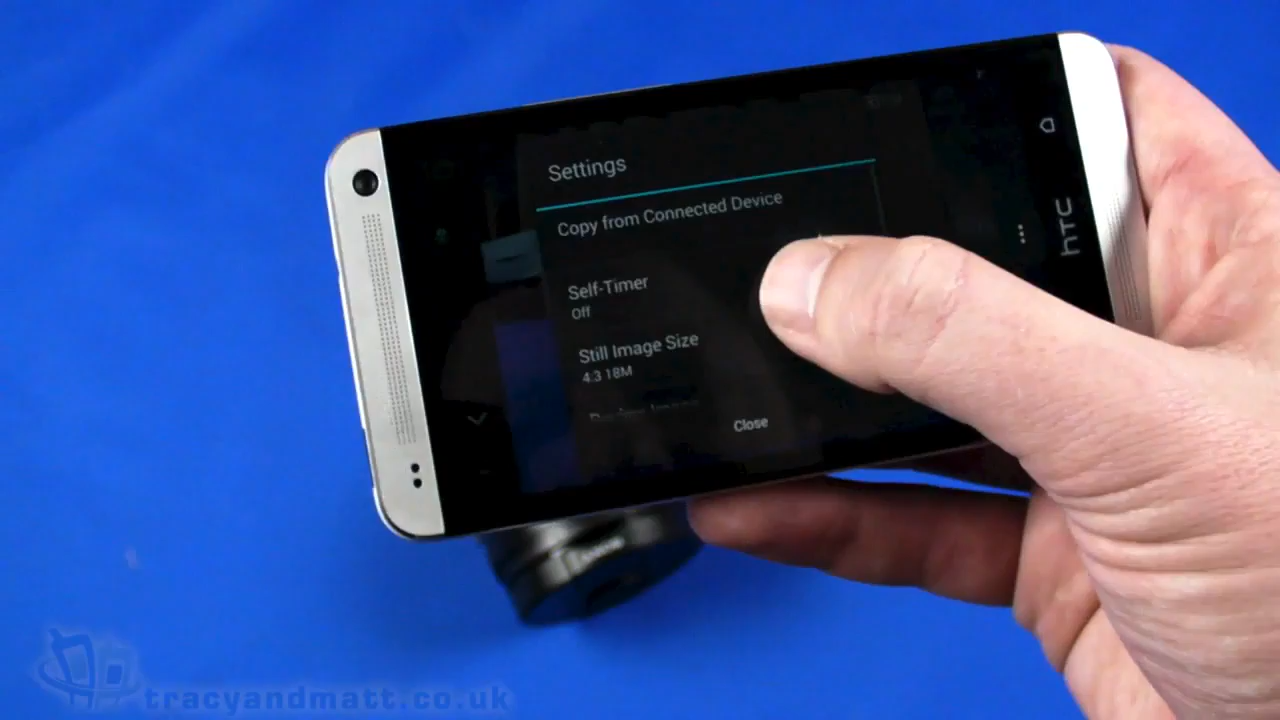 Settings
Copy from Connected Device
Self-Timer
Off
Still Image Size
4:3 18M
Close
hTC
tracyandmatt.co.uk